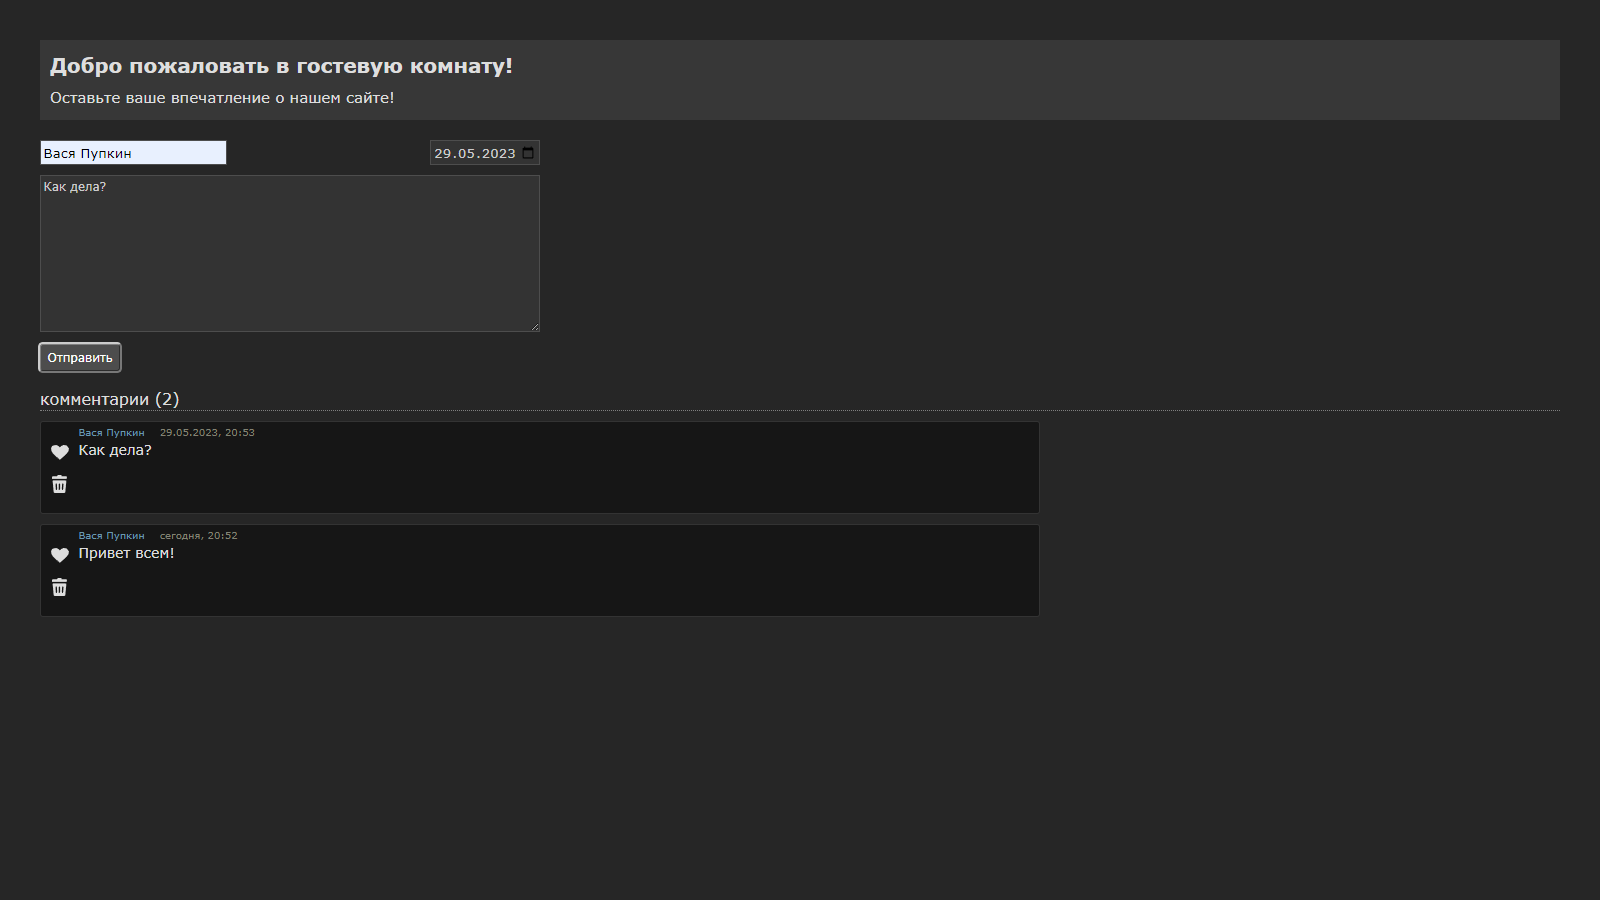 Добро пожаловать в гостевую комнату!
Оставьте ваше впечатление о нашем сайте!
Вася Пупкин 29.05.2023
Как дела?
Отправить
комментарии (2)
Вася Пупкин 29.05.2023, 20:53
Как дела?
Вася Пупкин сегодня, 20:52
Привет всем!